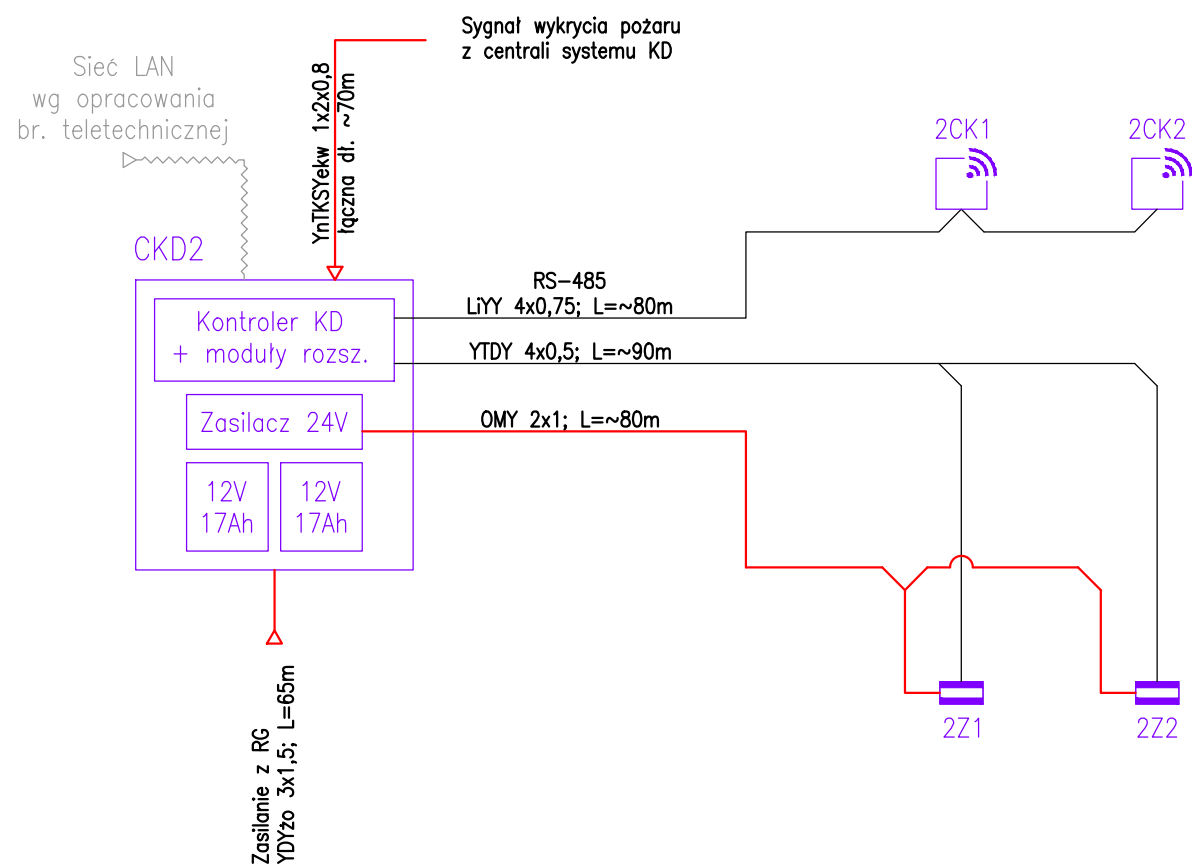 Sygnał wykrycia pożaru
z centrali systemu KD
Sieć LAN
wg opracowania
br. teletechnicznej
YnTKSYekw 1x2x0,8
łączna dł. ~70m
2CK1
2CK2
CKD2
RS-485
LiYY 4x0,75; L=~80m
Kontroler KD
+ moduły rozsz.
YTDY 4x0,5; L=~90m
Zasilacz 24V
OMY 2x1; L=~80m
12V
17Ah
12V
17Ah
2Z1
2Z2
Zasilanie z RG
YDYżo 3x1,5; L=65m